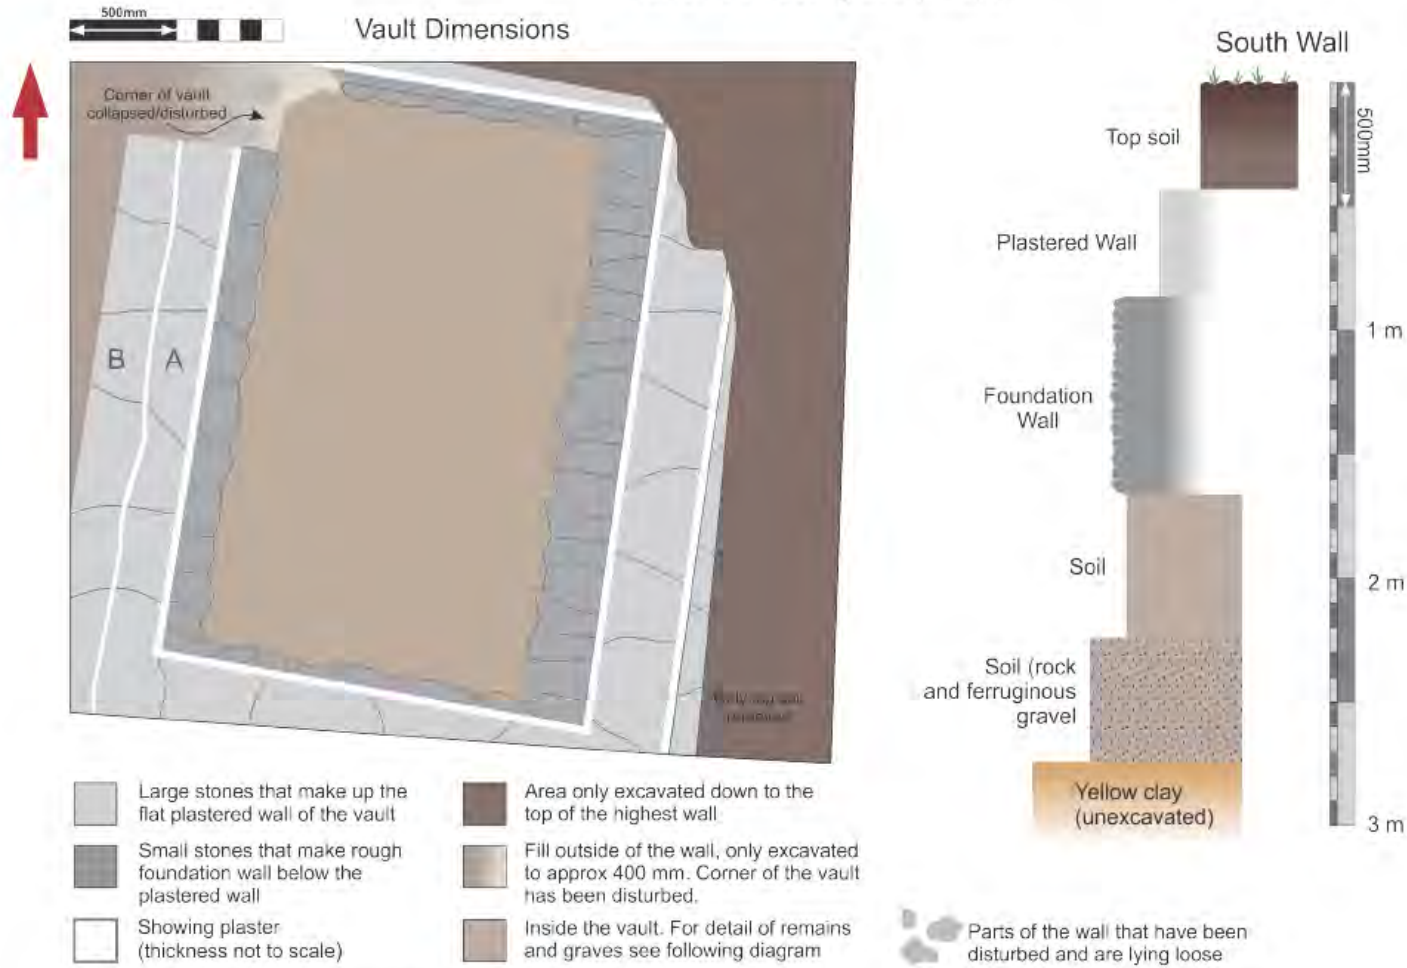 500mm
Vault Dimensions
South Wall
Corner of vault
collapsed/disturbed
B
A
500mm
Top soil
Plastered Wall
1 m
Foundation
Wall
Soil
2 m
Soil (rock
and ferruginous
gravel
Yellow clay
(unexcavated)
3 m
Large stones that make up the
flat plastered wall of the vault
Small stones that make rough
foundation wall below the
plastered wall
Showing plaster
(thickness not to scale)
Area only excavated down to the
top of the highest wall
Fill outside of the wall, only excavated
to approx 400 mm. Corner of the vault
has been disturbed.
Inside the vault. For detail of remains
and graves see following diagram
Parts of the wall that have been
disturbed and are lying loose